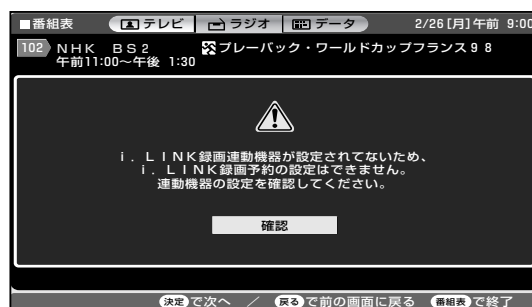 ■番組表 テレビ ラジオ データ 2/26[月]午前 9:00
102 NHK BS2 プレーバック・ワールドカップフランス98
午前11:00〜午後 1:30
i.LINK録画連動機器が設定されてないため、
i.LINK録画予約の設定はできません。
連動機器の設定を確認してください。
確認
決定で次へ / 戻るで前の画面に戻る 番組表で終了